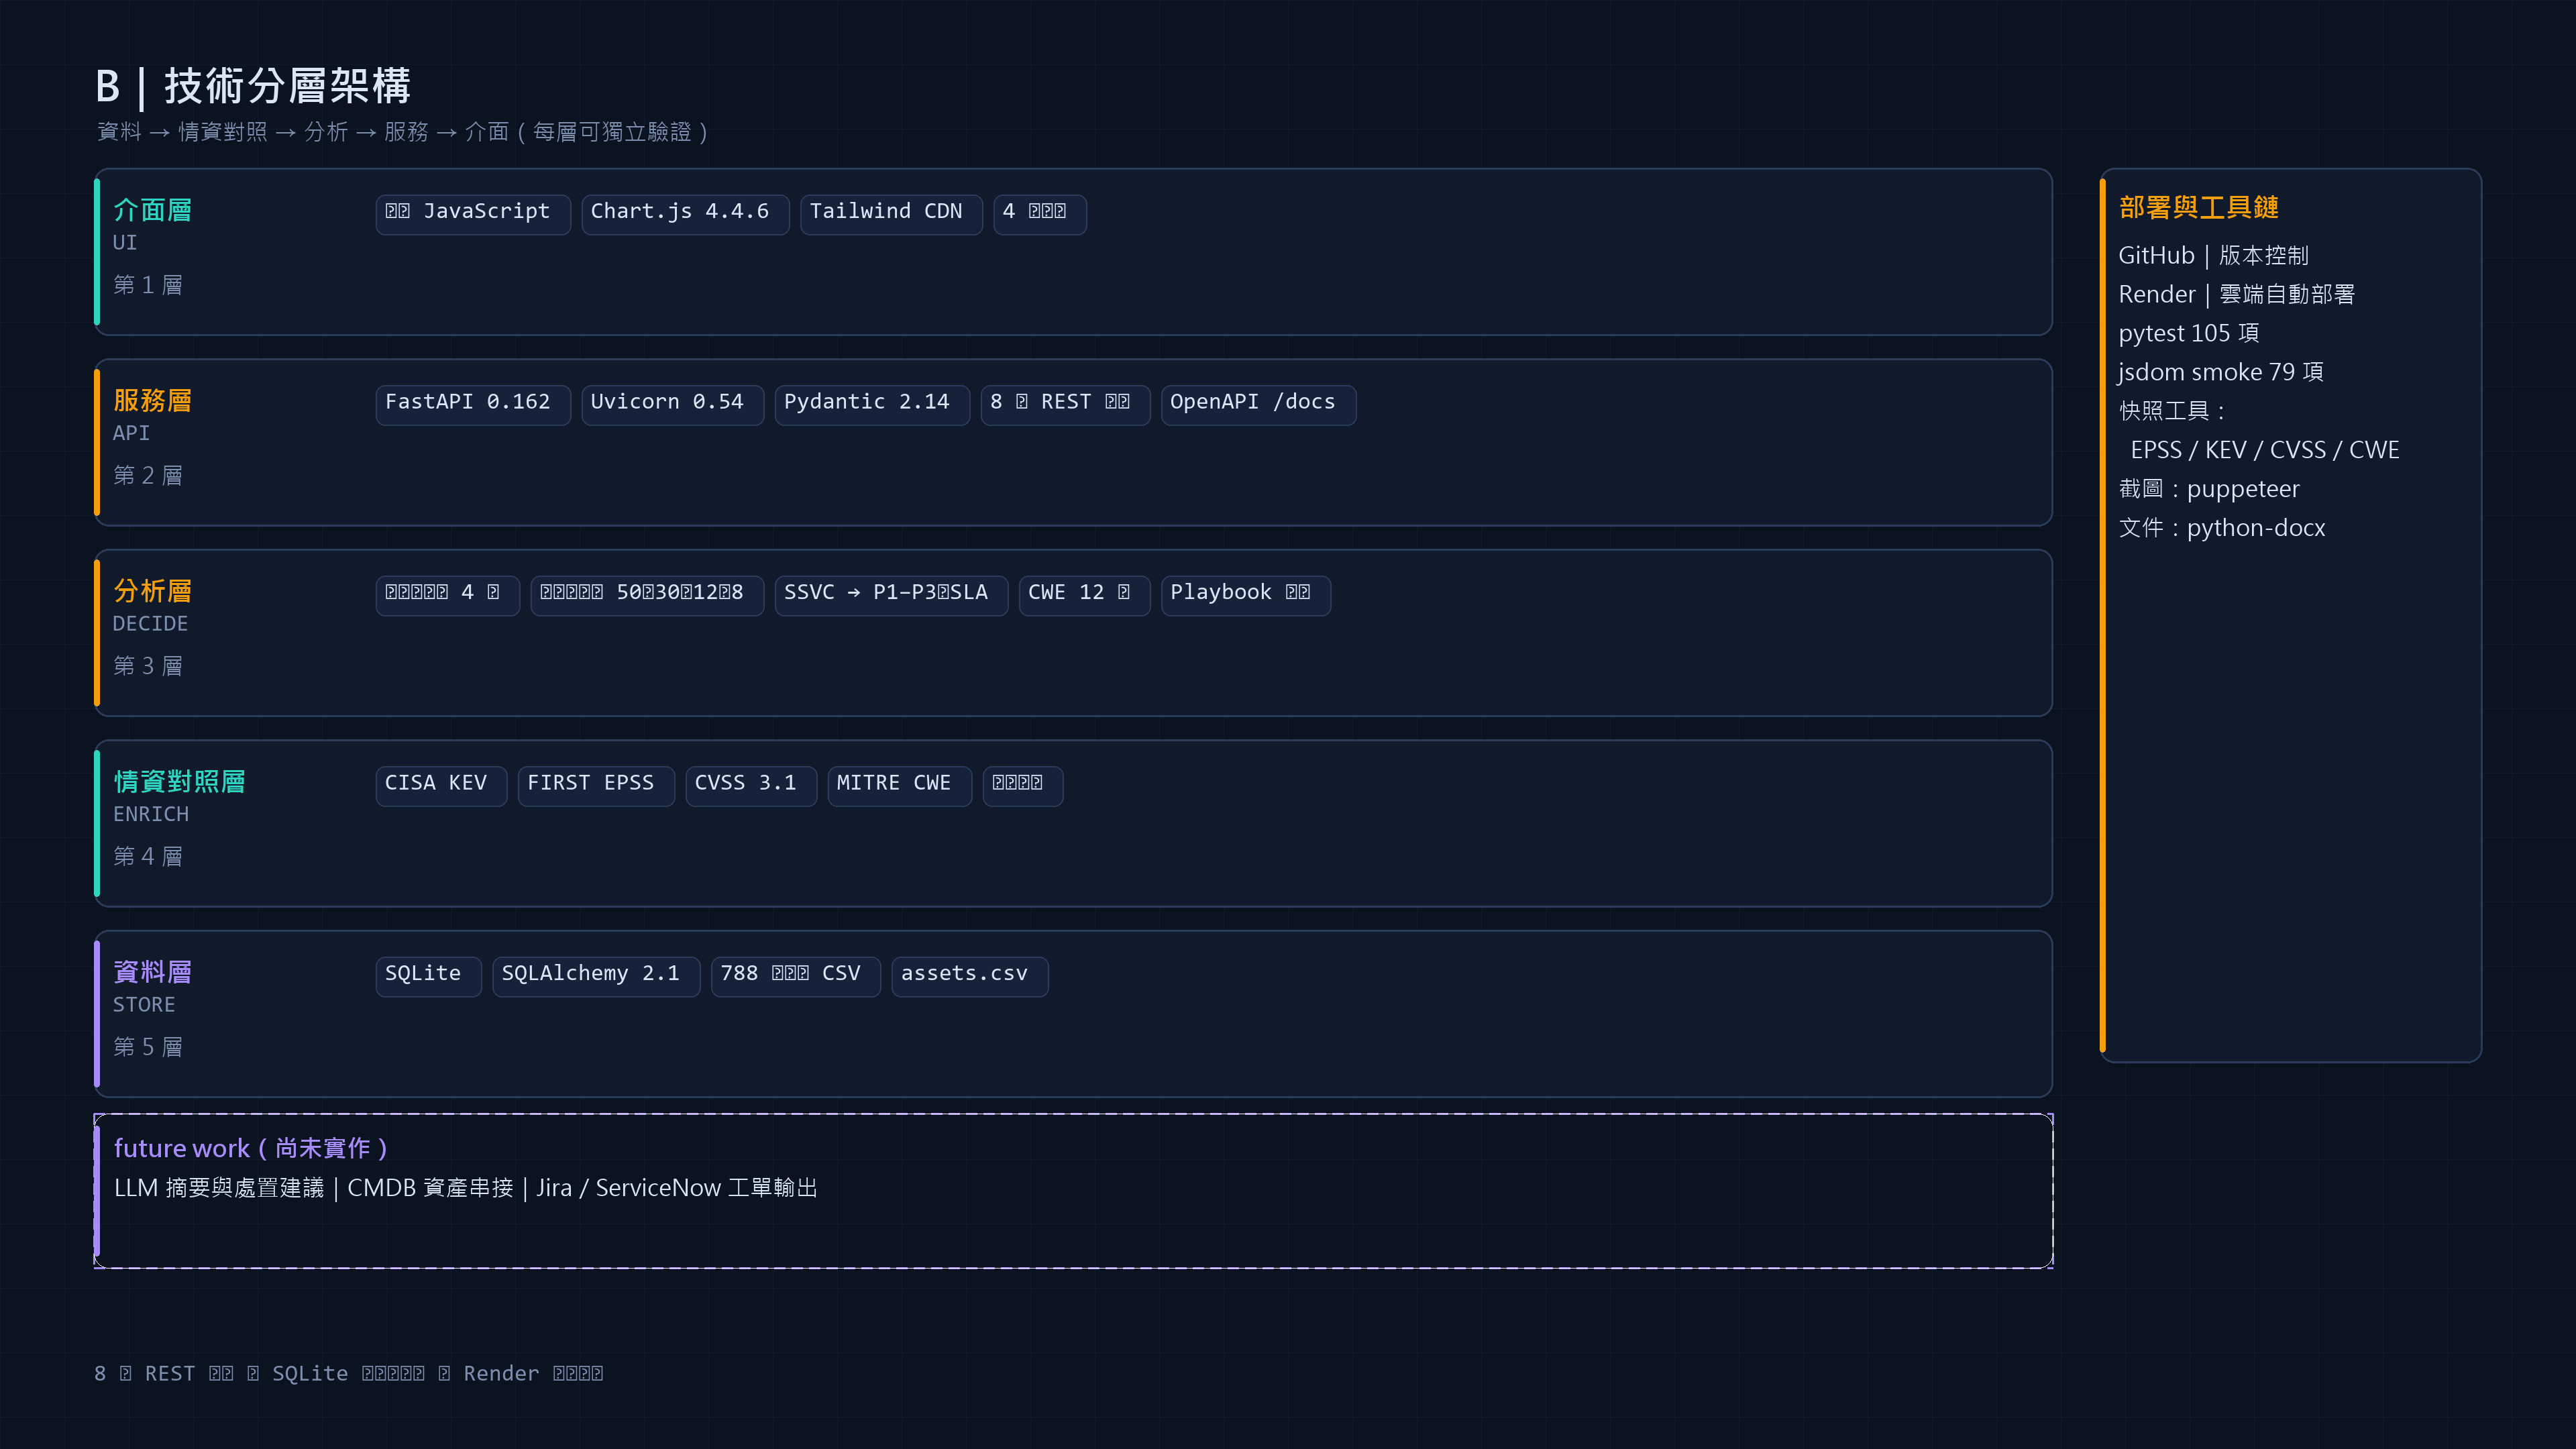 B｜技術分層架構
資料 → 情資對照 → 分析 → 服務 → 介面（每層可獨立驗證）
介面層
UI
第 1 層
JavaScript
Chart.js 4.4.6
Tailwind CDN
4
服務層
API
第 2 層
FastAPI 0.162
Uvicorn 0.54
Pydantic 2.14
8 REST
OpenAPI /docs
分析層
DECIDE
第 3 層
4
50 30 12 8
SSVC → P1–P3 SLA
CWE 12
Playbook
情資對照層
ENRICH
第 4 層
CISA KEV
FIRST EPSS
CVSS 3.1
MITRE CWE
資料層
STORE
第 5 層
SQLite
SQLAlchemy 2.1
788 CSV
assets.csv
future work（尚未實作）
LLM 摘要與處置建議｜CMDB 資產串接｜Jira / ServiceNow 工單輸出
部署與工具鏈
GitHub｜版本控制
Render｜雲端自動部署
pytest 105 項
jsdom smoke 79 項
快照工具：
EPSS / KEV / CVSS / CWE
截圖：puppeteer
文件：python-docx
8 REST SQLite Render